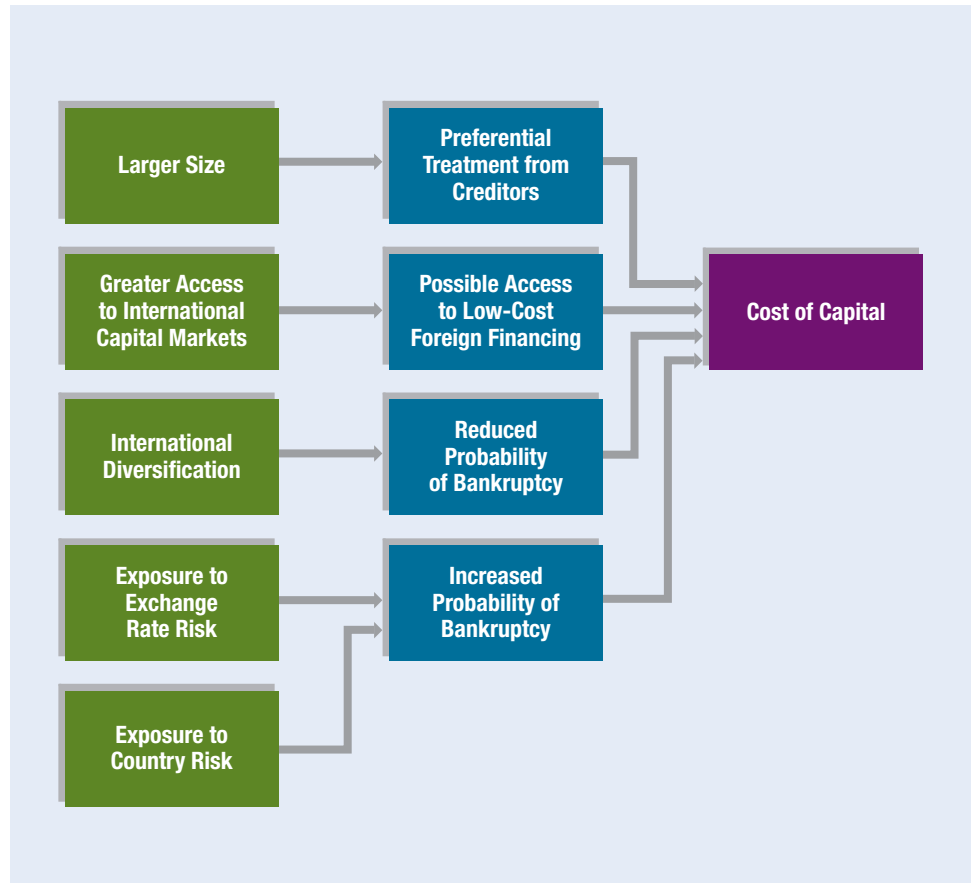 Larger Size
Preferential
Treatment from
Creditors
Greater Access
to International
Capital Markets
Possible Access
to Low-Cost
Foreign Financing
Cost of Capital
International
Diversification
Reduced
Probability
of Bankruptcy
Exposure to
Exchange
Rate Risk
Increased
Probability of
Bankruptcy
Exposure to
Country Risk